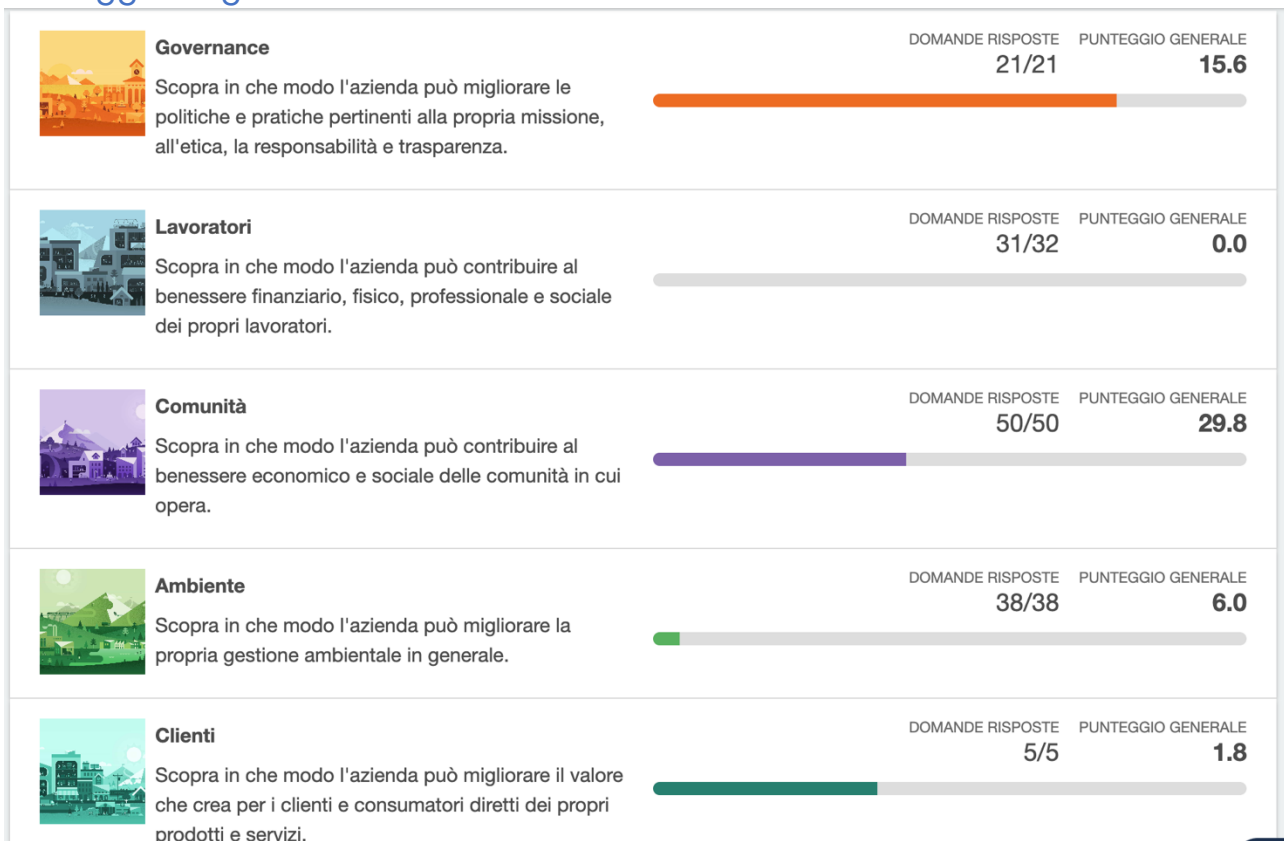 Governance
DOMANDE RISPOSTE PUNTEGGIO GENERALE
21/21 15.6
Scopra in che modo l'azienda può migliorare le
politiche e pratiche pertinenti alla propria missione,
all'etica, la responsabilità e trasparenza.
Lavoratori
DOMANDE RISPOSTE PUNTEGGIO GENERALE
31/32 0.0
Scopra in che modo l'azienda può contribuire al
benessere finanziario, fisico, professionale e sociale
dei propri lavoratori.
Comunità
DOMANDE RISPOSTE PUNTEGGIO GENERALE
50/50 29.8
Scopra in che modo l'azienda può contribuire al
benessere economico e sociale delle comunità in cui
opera.
Ambiente
DOMANDE RISPOSTE PUNTEGGIO GENERALE
38/38 6.0
Scopra in che modo l'azienda può migliorare la
propria gestione ambientale in generale.
Clienti
DOMANDE RISPOSTE PUNTEGGIO GENERALE
5/5 1.8
Scopra in che modo l'azienda può migliorare il valore
che crea per i clienti e consumatori diretti dei propri
prodotti e servizi.